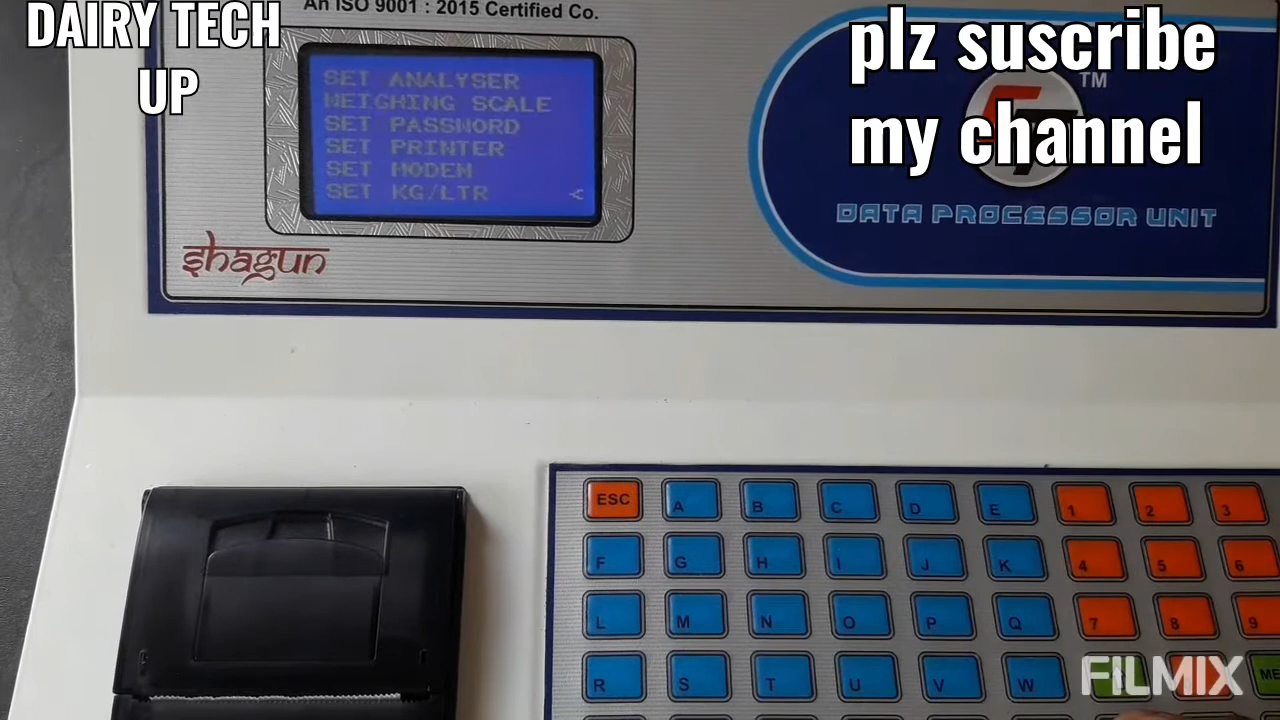 DAIRY TECH
UP
An ISO 9001 : 2015 Certified Co.
plz suscribe
my channel
TM
SET ANALYSER
WEIGHING SCALE
SET PASSWORD
SET PRINTER
SET MODEM
SET KG/LTR <
DATA PROCESSOR UNIT
shagun
ESC A B C D E 1 2 3
F G H I J K 4 5 6
L M N O P Q 7 8 9
R S T U V W
FILMIX